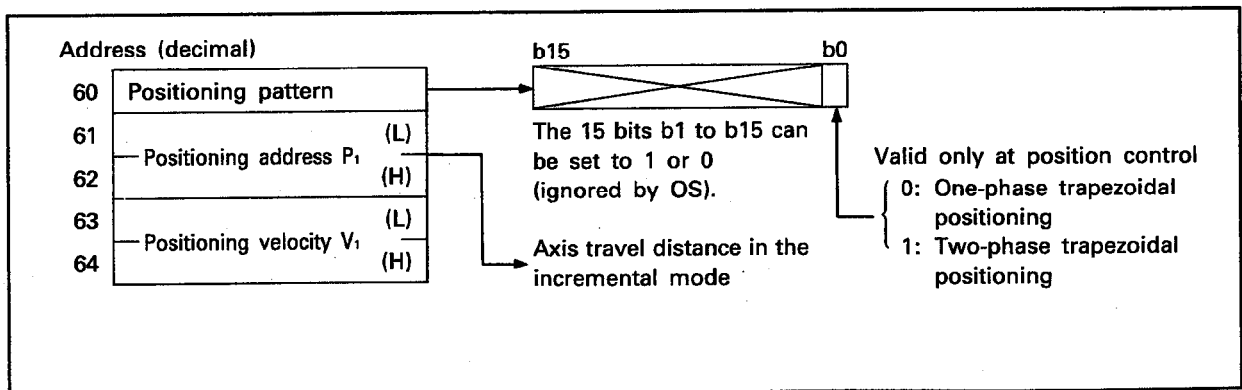 Address (decimal)
60 Positioning pattern
61 (L)
Positioning address P₁
62 (H)
63 (L)
Positioning velocity V₁
64 (H)
b15 b0
The 15 bits b1 to b15 can
be set to 1 or 0
(ignored by OS).
Axis travel distance in the
incremental mode
Valid only at position control
0: One-phase trapezoidal
positioning
1: Two-phase trapezoidal
positioning